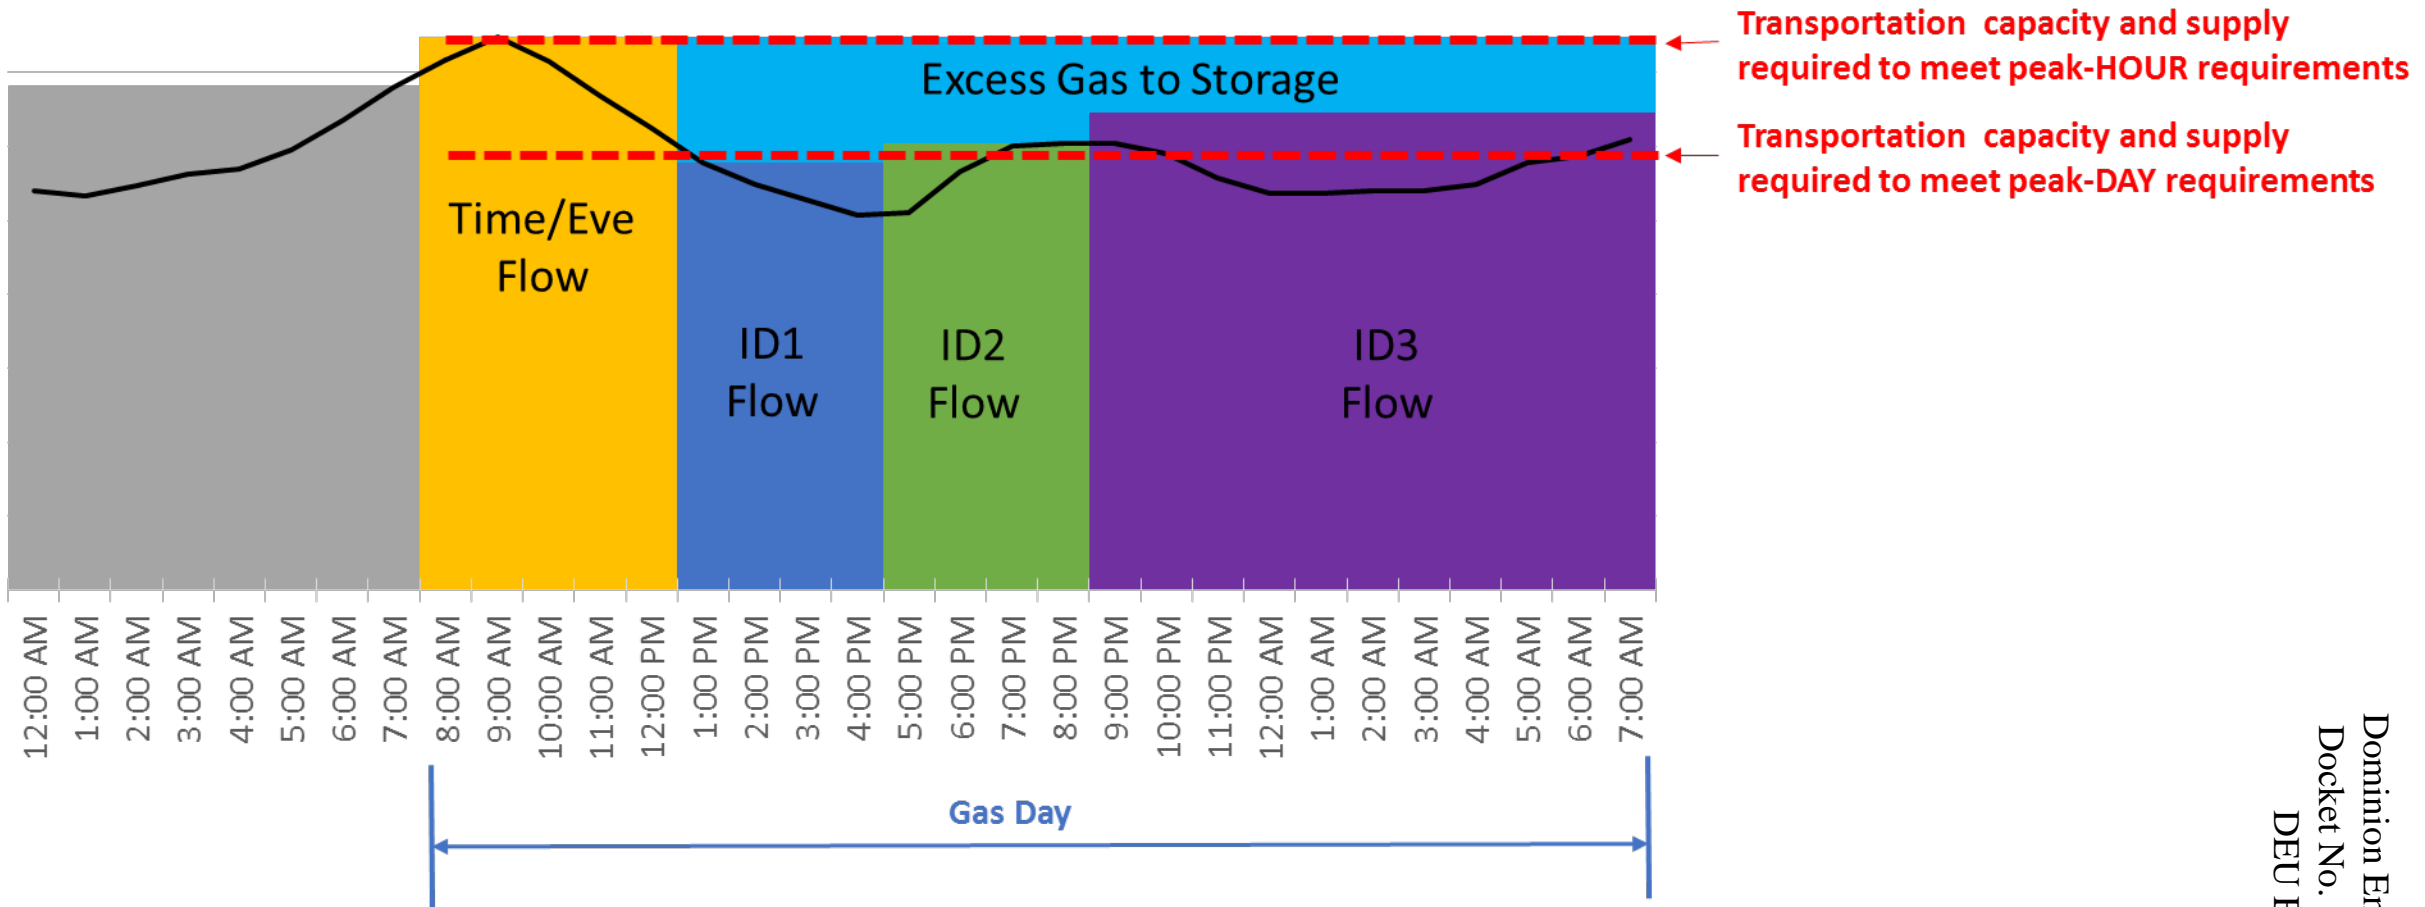 Transportation capacity and supply
required to meet peak-HOUR requirements
Excess Gas to Storage
Transportation capacity and supply
required to meet peak-DAY requirements
Time/Eve
Flow
ID1
Flow
ID2
Flow
ID3
Flow
12:00 AM
1:00 AM
2:00 AM
3:00 AM
4:00 AM
5:00 AM
6:00 AM
7:00 AM
8:00 AM
9:00 AM
10:00 AM
11:00 AM
12:00 PM
1:00 PM
2:00 PM
3:00 PM
4:00 PM
5:00 PM
6:00 PM
7:00 PM
8:00 PM
9:00 PM
10:00 PM
11:00 PM
12:00 AM
1:00 AM
2:00 AM
3:00 AM
4:00 AM
5:00 AM
6:00 AM
7:00 AM
Gas Day
Dominion
Docket No.
DEU